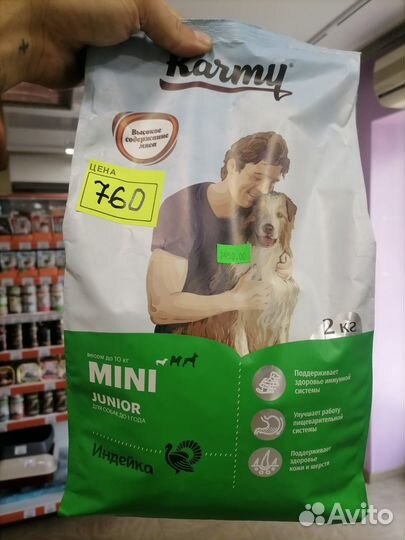 Karmy
Высокое
содержание
мяса
ЦЕНА
760
2 кг
весом до 10 кг
MINI
JUNIOR
ДЛЯ СОБАК ДО 1 ГОДА
Индейка
Поддерживает
здоровье иммунной
системы
Улучшает работу
пищеварительной
системы
Поддерживает
здоровье
кожи и шерсти
Avito